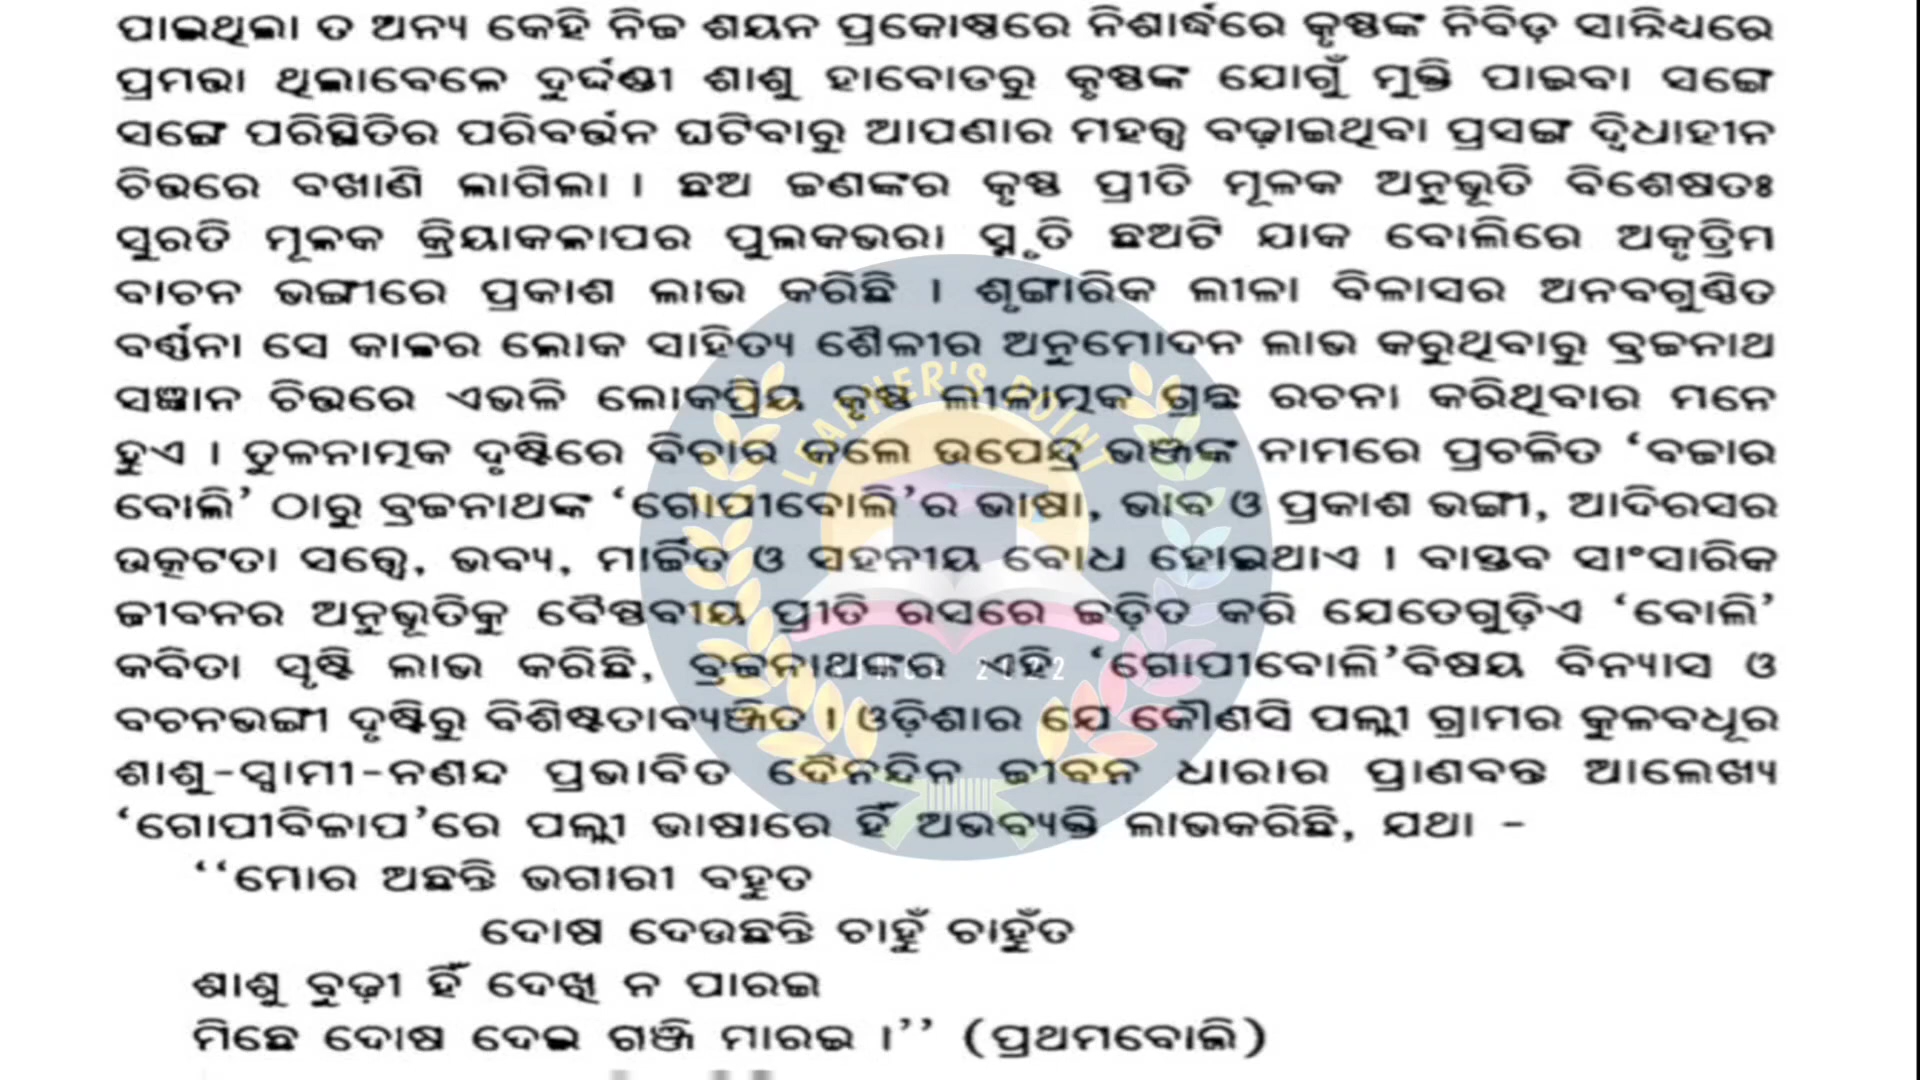 ପାଇଥିଲା ତ ଅନ୍ୟ କେହି ନିଜ ଶୟନ ପ୍ରକୋଷ୍ଠରେ ନିଶାର୍ଦ୍ଧରେ କୃଷ୍ଣଙ୍କ ନିବିଡ଼ ସାନ୍ନିଧ୍ୟରେ
ପ୍ରମତ୍ତା ଥିଲାବେଳେ ଦୁର୍ଦ୍ଦଣ୍ଡୀ ଶାଶୁ ହାବୋଡରୁ କୃଷ୍ଣଙ୍କ ଯୋଗୁଁ ମୁକ୍ତି ପାଇବା ସଙ୍ଗେ
ସଙ୍ଗେ ପରିସ୍ଥିତିର ପରିବର୍ତ୍ତନ ଘଟିବାରୁ ଆପଣାର ମହତ୍ତ୍ୱ ବଢ଼ାଇଥିବା ପ୍ରସଙ୍ଗ ଦ୍ୱିଧାହୀନ
ଚିତ୍ତରେ ବଖାଣି ଲାଗିଲା । ଛଅ ଜଣଙ୍କର କୃଷ୍ଣ ପ୍ରୀତି ମୂଳକ ଅନୁଭୂତି ବିଶେଷତଃ
ସୁରତି ମୂଳକ କ୍ରିୟାକଳାପର ପୁଲକଭରା ସ୍ମୃତି ଛଅଟି ଯାକ ବୋଲିରେ ଅକୃତ୍ରିମ
ବାଚନ ଭଙ୍ଗୀରେ ପ୍ରକାଶ ଲାଭ କରିଛି । ଶୃଙ୍ଗାରିକ ଲୀଳା ବିଳାସର ଅନବଗୁଣ୍ଠିତ
ବର୍ଣ୍ଣନା ସେ କାଳର ଲୋକ ସାହିତ୍ୟ ଶୈଳୀର ଅନୁମୋଦନ ଲାଭ କରୁଥିବାରୁ ବ୍ରଜନାଥ
ସଜ୍ଞାନ ଚିତ୍ତରେ ଏଭଳି ଲୋକପ୍ରିୟ କୃଷ୍ଣ ଲୀଳାତ୍ମକ ଗ୍ରନ୍ଥ ରଚନା କରିଥିବାର ମନେ
ହୁଏ । ତୁଳନାତ୍ମକ ଦୃଷ୍ଟିରେ ବିଚାର କଲେ ଉପେନ୍ଦ୍ର ଭଞ୍ଜଙ୍କ ନାମରେ ପ୍ରଚଳିତ ‘ବଜାର
ବୋଲି’ ଠାରୁ ବ୍ରଜନାଥଙ୍କ ‘ଗୋପୀବୋଲି’ର ଭାଷା, ଭାବ ଓ ପ୍ରକାଶ ଭଙ୍ଗୀ, ଆଦିରସର
ଉତ୍କଟତା ସତ୍ତ୍ୱେ, ଭବ୍ୟ, ମାର୍ଜିତ ଓ ସହନୀୟ ବୋଧ ହୋଇଥାଏ । ବାସ୍ତବ ସାଂସାରିକ
ଜୀବନର ଅନୁଭୂତିକୁ ବୈଷ୍ଣବୀୟ ପ୍ରୀତି ରସରେ ଜଡ଼ିତ କରି ଯେତେଗୁଡ଼ିଏ ‘ବୋଲି’
କବିତା ସୃଷ୍ଟି ଲାଭ କରିଛି, ବ୍ରଜନାଥଙ୍କର ଏହି ‘ଗୋପୀବୋଲି’ବିଷୟ ବିନ୍ୟାସ ଓ
ବଚନଭଙ୍ଗୀ ଦୃଷ୍ଟିରୁ ବିଶିଷ୍ଟତାବ୍ୟଞ୍ଜିତ । ଓଡ଼ିଶାର ଯେ କୌଣସି ପଲ୍ଲୀ ଗ୍ରାମର କୁଳବଧୂର
ଶାଶୁ-ସ୍ୱାମୀ-ନଣନ୍ଦ ପ୍ରଭାବିତ ଦୈନନ୍ଦିନ ଜୀବନ ଧାରାର ପ୍ରାଣବନ୍ତ ଆଲେଖ୍ୟ
‘ଗୋପୀବିଳାପ’ରେ ପଲ୍ଲୀ ଭାଷାରେ ହିଁ ଅଭବ୍ୟକ୍ତି ଲାଭକରିଛି, ଯଥା -
‘‘ମୋର ଅଛନ୍ତି ଭଗାରୀ ବହୁତ
ଦୋଷ ଦେଉଛନ୍ତି ଚାହୁଁ ଚାହୁଁତ
ଶାଶୁ ବୁଢ଼ୀ ହିଁ ଦେଖି ନ ପାରଇ
ମିଛେ ଦୋଷ ଦେଇ ଗଞ୍ଜି ମାରଇ ।’’ (ପ୍ରଥମବୋଲି)
LEARNER'S POINT